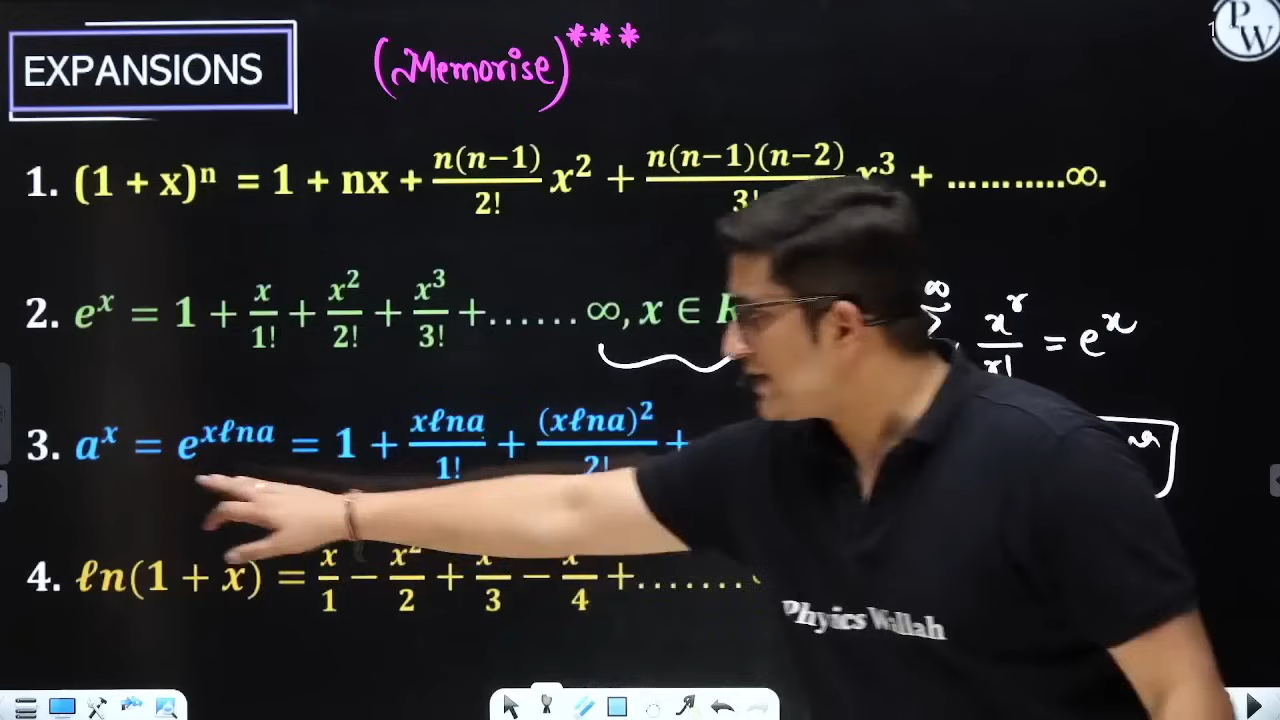 EXPANSIONS
(Memorise)***
1
PW
1. (1 + x)ⁿ = 1 + nx + n(n−1)/2! x² + n(n−1)(n−2)/3! x³ + ...........∞.
2. eˣ = 1 + x/1! + x²/2! + x³/3! +...... ∞, x ∈ R
∞ xʳ/r! = eˣ
3. aˣ = e^(xℓna) = 1 + xℓna/1! + (xℓna)²/2! +
4. ℓn(1 + x) = x/1 − x²/2 + x/3 − x/4 +........
Physics Wallah